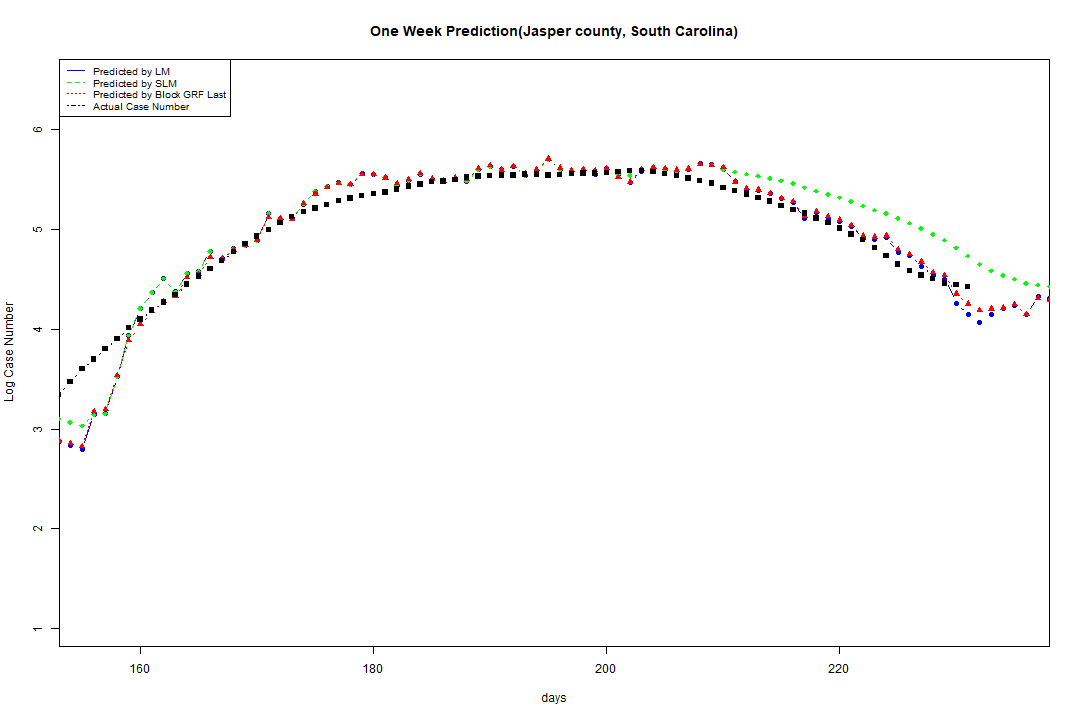 One Week Prediction(Jasper county, South Carolina)
Predicted by LM
Predicted by SLM
Predicted by Block GRF Last
Actual Case Number
Log Case Number
6
5
4
3
2
1
160 180 200 220
days